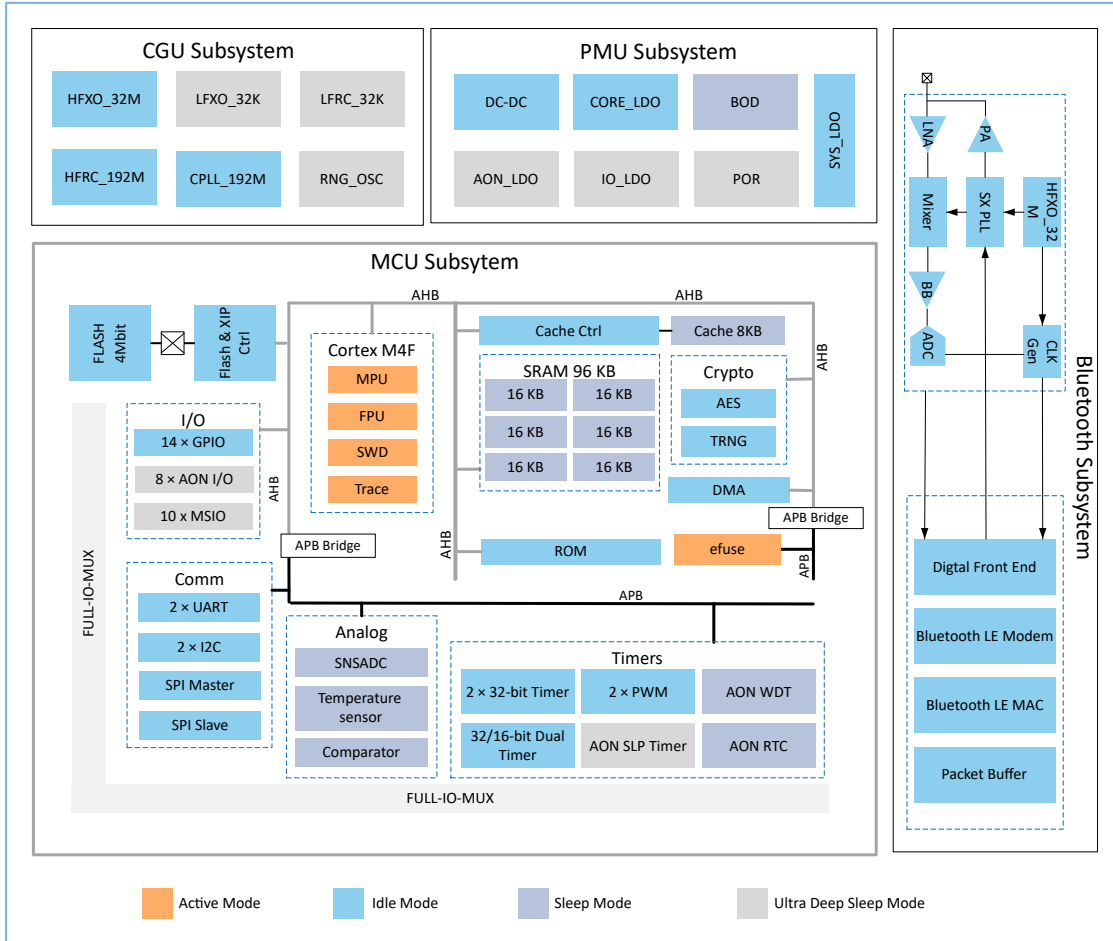 CGU Subsystem
HFXO_32M
LFXO_32K
LFRC_32K
HFRC_192M
CPLL_192M
RNG_OSC
PMU Subsystem
DC-DC
CORE_LDO
BOD
SYS_LDO
AON_LDO
IO_LDO
POR
MCU Subsytem
AHB
AHB
FLASH
4Mbit
Flash & XIP
Ctrl
Cortex M4F
MPU
FPU
SWD
Trace
Cache Ctrl
Cache 8KB
SRAM 96 KB
16 KB
16 KB
16 KB
16 KB
16 KB
16 KB
Crypto
AES
TRNG
AHB
DMA
APB Bridge
I/O
14 × GPIO
8 × AON I/O
10 x MSIO
AHB
APB Bridge
AHB
ROM
efuse
APB
FULL-IO-MUX
Comm
2 × UART
2 × I2C
SPI Master
SPI Slave
APB
Analog
SNSADC
Temperature
sensor
Comparator
Timers
2 × 32-bit Timer
2 × PWM
AON WDT
32/16-bit Dual
Timer
AON SLP Timer
AON RTC
FULL-IO-MUX
Bluetooth Subsystem
LNA
PA
Mixer
SX PLL
HFXO_32
M
BB
ADC
CLK
Gen
Digtal Front End
Bluetooth LE Modem
Bluetooth LE MAC
Packet Buffer
Active Mode
Idle Mode
Sleep Mode
Ultra Deep Sleep Mode